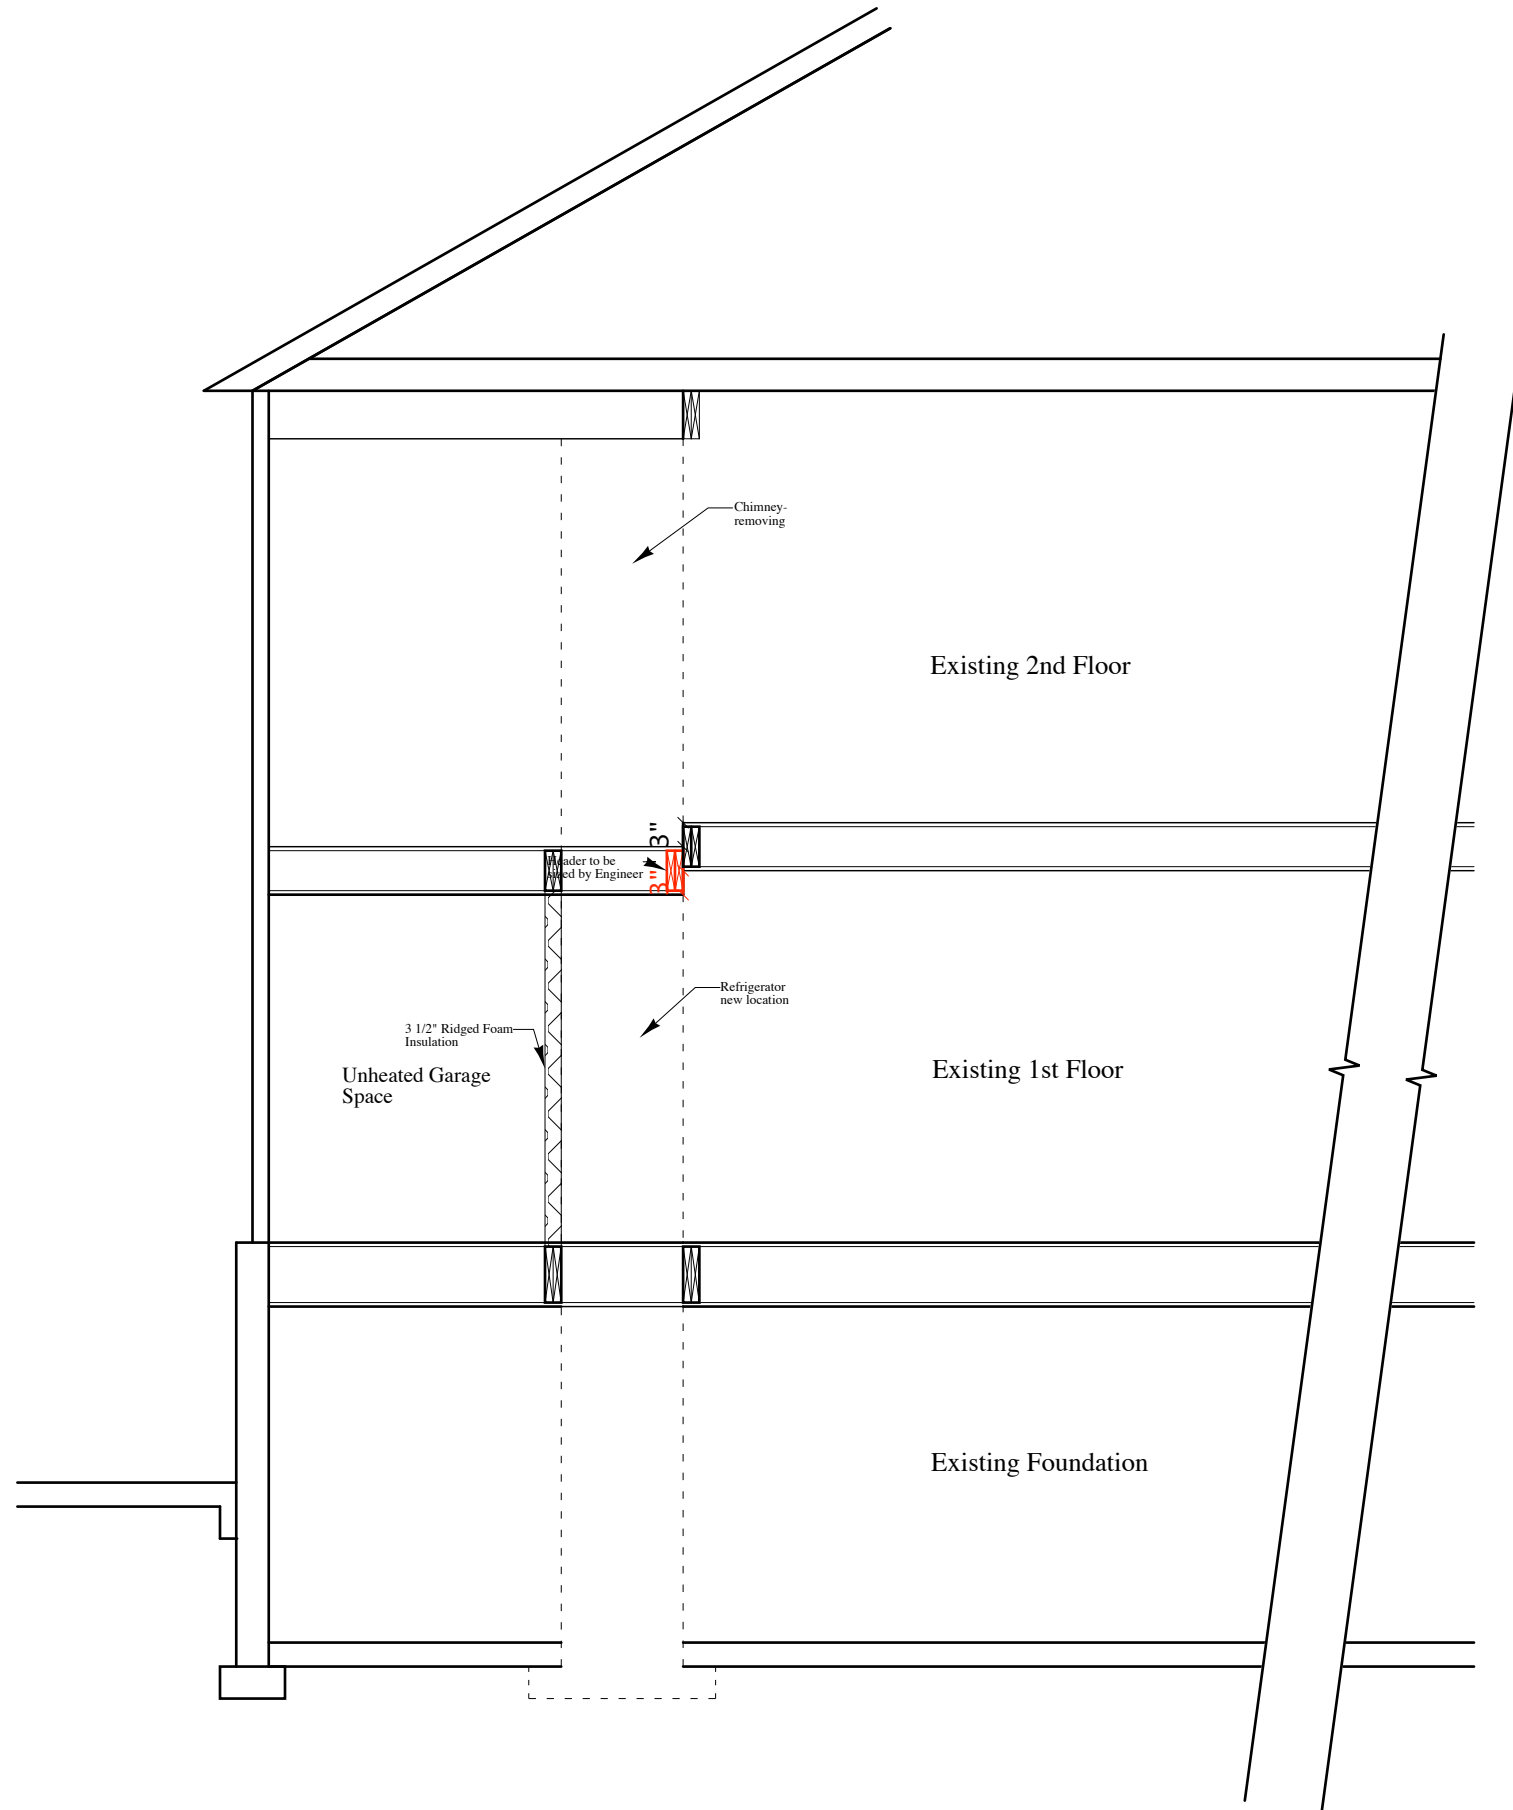 Chimney-
removing
Existing 2nd Floor
3"
Header to be
sized by Engineer
3"
Refrigerator
new location
3 1/2" Ridged Foam
Insulation
Unheated Garage
Space
Existing 1st Floor
Existing Foundation